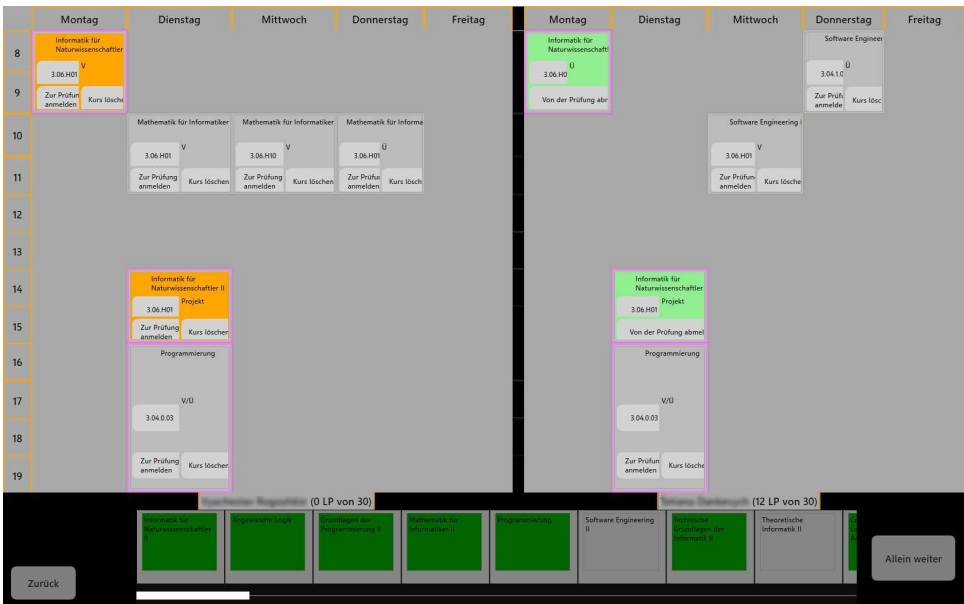 Montag Dienstag Mittwoch Donnerstag Freitag
8
9
10
11
12
13
14
15
16
17
18
19
Informatik für
Naturwissenschaftler
V
3.06.H01
Zur Prüfun
anmelden
Kurs lösche
Mathematik für Informatiker
V
3.06.H01
Zur Prüfung
anmelden
Kurs löschen
Mathematik für Informatiker
V
3.06.H10
Zur Prüfung
anmelden
Kurs löschen
Mathematik für Informa
Ü
3.06.H01
Zur Prüfur
anmelden
Kurs lösch
Informatik für
Naturwissenschaftler II
Projekt
3.06.H01
Zur Prüfung
anmelden
Kurs löschen
Programmierung
V/Ü
3.04.0.03
Zur Prüfung
anmelden
Kurs löschen
Montag Dienstag Mittwoch Donnerstag Freitag
Informatik für
Naturwissenschaftl
Ü
3.06.H0
Von der Prüfung abr
Software Engineer
Ü
3.04.1.0
Zur Prüfu
anmelde
Kurs lösc
Software Engineering I
V
3.06.H01
Zur Prüfun
anmelden
Kurs lösche
Informatik für
Naturwissenschaftler
Projekt
3.06.H01
Von der Prüfung abmel
Programmierung
V/Ü
3.04.0.03
Zur Prüfun
anmelden
Kurs lösche
(0 LP von 30)
(12 LP von 30)
Informatik für
Naturwissenschaftler
II
Angewandte Logik
Grundlagen der
Programmierung II
Mathematik für
Informatiker II
Programmierung
Software Engineering
II
Technische
Grundlagen der
Informatik II
Theoretische
Informatik II
Zurück
Allein weiter